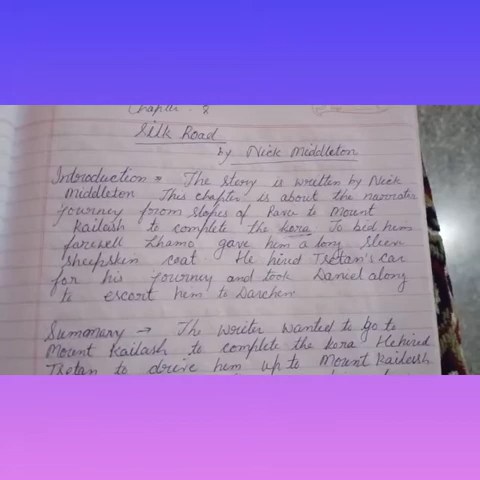 Chapter - 8
Silk Road
by Nick Middleton
Introduction → The Story is written by Nick
Middleton. This chapter is about the narrator
journey from slopes of Ravu to Mount
Kailash to complete the kora To bid him
farewell Lhamo gave him a long sleeve
sheepskin coat. He hired Tsetan's car
for his journey and took Daniel along
to escort him to Darchen
Summary → The writer wanted to go to
Mount Kailash to complete the kora He hired
Tsetan to drive him up to Mount Kailash